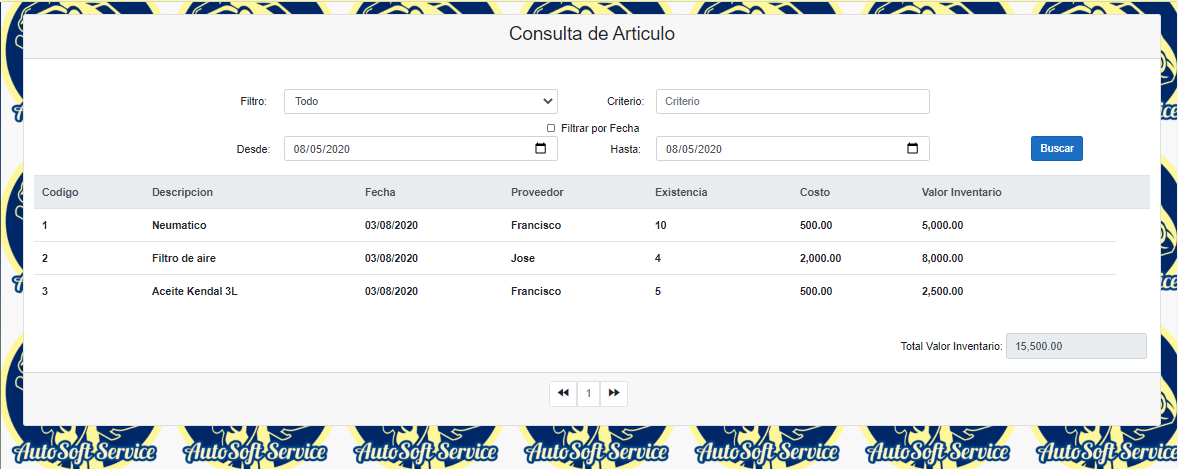 Consulta de Articulo
Filtro: Todo Criterio: Criterio
Filtrar por Fecha
Desde: 08/05/2020 Hasta: 08/05/2020 Buscar
Codigo Descripcion Fecha Proveedor Existencia Costo Valor Inventario
1 Neumatico 03/08/2020 Francisco 10 500.00 5,000.00
2 Filtro de aire 03/08/2020 Jose 4 2,000.00 8,000.00
3 Aceite Kendal 3L 03/08/2020 Francisco 5 500.00 2,500.00
Total Valor Inventario: 15,500.00
1
AutoSoft Service AutoSoft Service AutoSoft Service AutoSoft Service AutoSoft Service AutoSoft Service AutoSoft Service